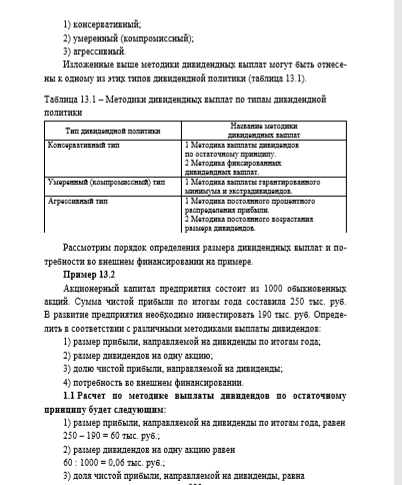 1) консервативный;
2) умеренный (компромиссный);
3) агрессивный.
Изложенные выше методики дивидендных выплат могут быть отнесе-
ны к одному из этих типов дивидендной политики (таблица 13.1).
Таблица 13.1 – Методики дивидендных выплат по типам дивидендной
политики
Тип дивидендной политики
Название методики
дивидендных выплат
Консервативный тип
1 Методика выплаты дивидендов
по остаточному принципу.
2 Методика фиксированных
дивидендных выплат.
Умеренный (компромиссный) тип
1 Методика выплаты гарантированного
минимума и экстрадивидендов.
Агрессивный тип
1 Методика постоянного процентного
распределения прибыли.
2 Методика постоянного возрастания
размера дивидендов.
Рассмотрим порядок определения размера дивидендных выплат и по-
требности во внешнем финансировании на примере.
Пример 13.2
Акционерный капитал предприятия состоит из 1000 обыкновенных
акций. Сумма чистой прибыли по итогам года составила 250 тыс. руб.
В развитие предприятия необходимо инвестировать 190 тыс. руб. Опреде-
лить в соответствии с различными методиками выплаты дивидендов:
1) размер прибыли, направляемой на дивиденды по итогам года;
2) размер дивидендов на одну акцию;
3) долю чистой прибыли, направляемой на дивиденды;
4) потребность во внешнем финансировании.
1.1 Расчет по методике выплаты дивидендов по остаточному
принципу будет следующим:
1) размер прибыли, направляемой на дивиденды по итогам года, равен
250 – 190 = 60 тыс. руб.;
2) размер дивидендов на одну акцию равен
60 : 1000 = 0,06 тыс. руб.;
3) доля чистой прибыли, направляемой на дивиденды, равна